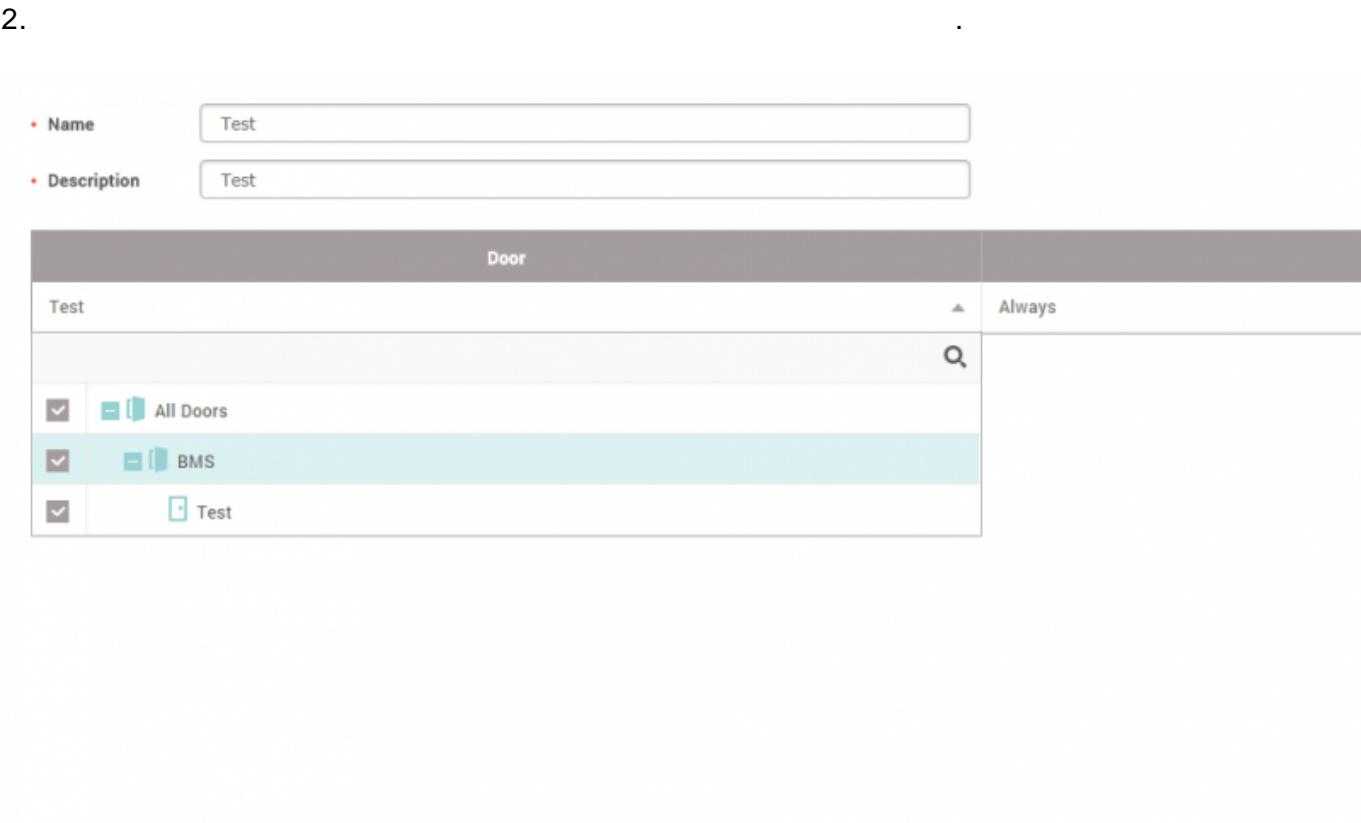 2. .
Name Test
Description Test
Door
Test Always
All Doors
BMS
Test